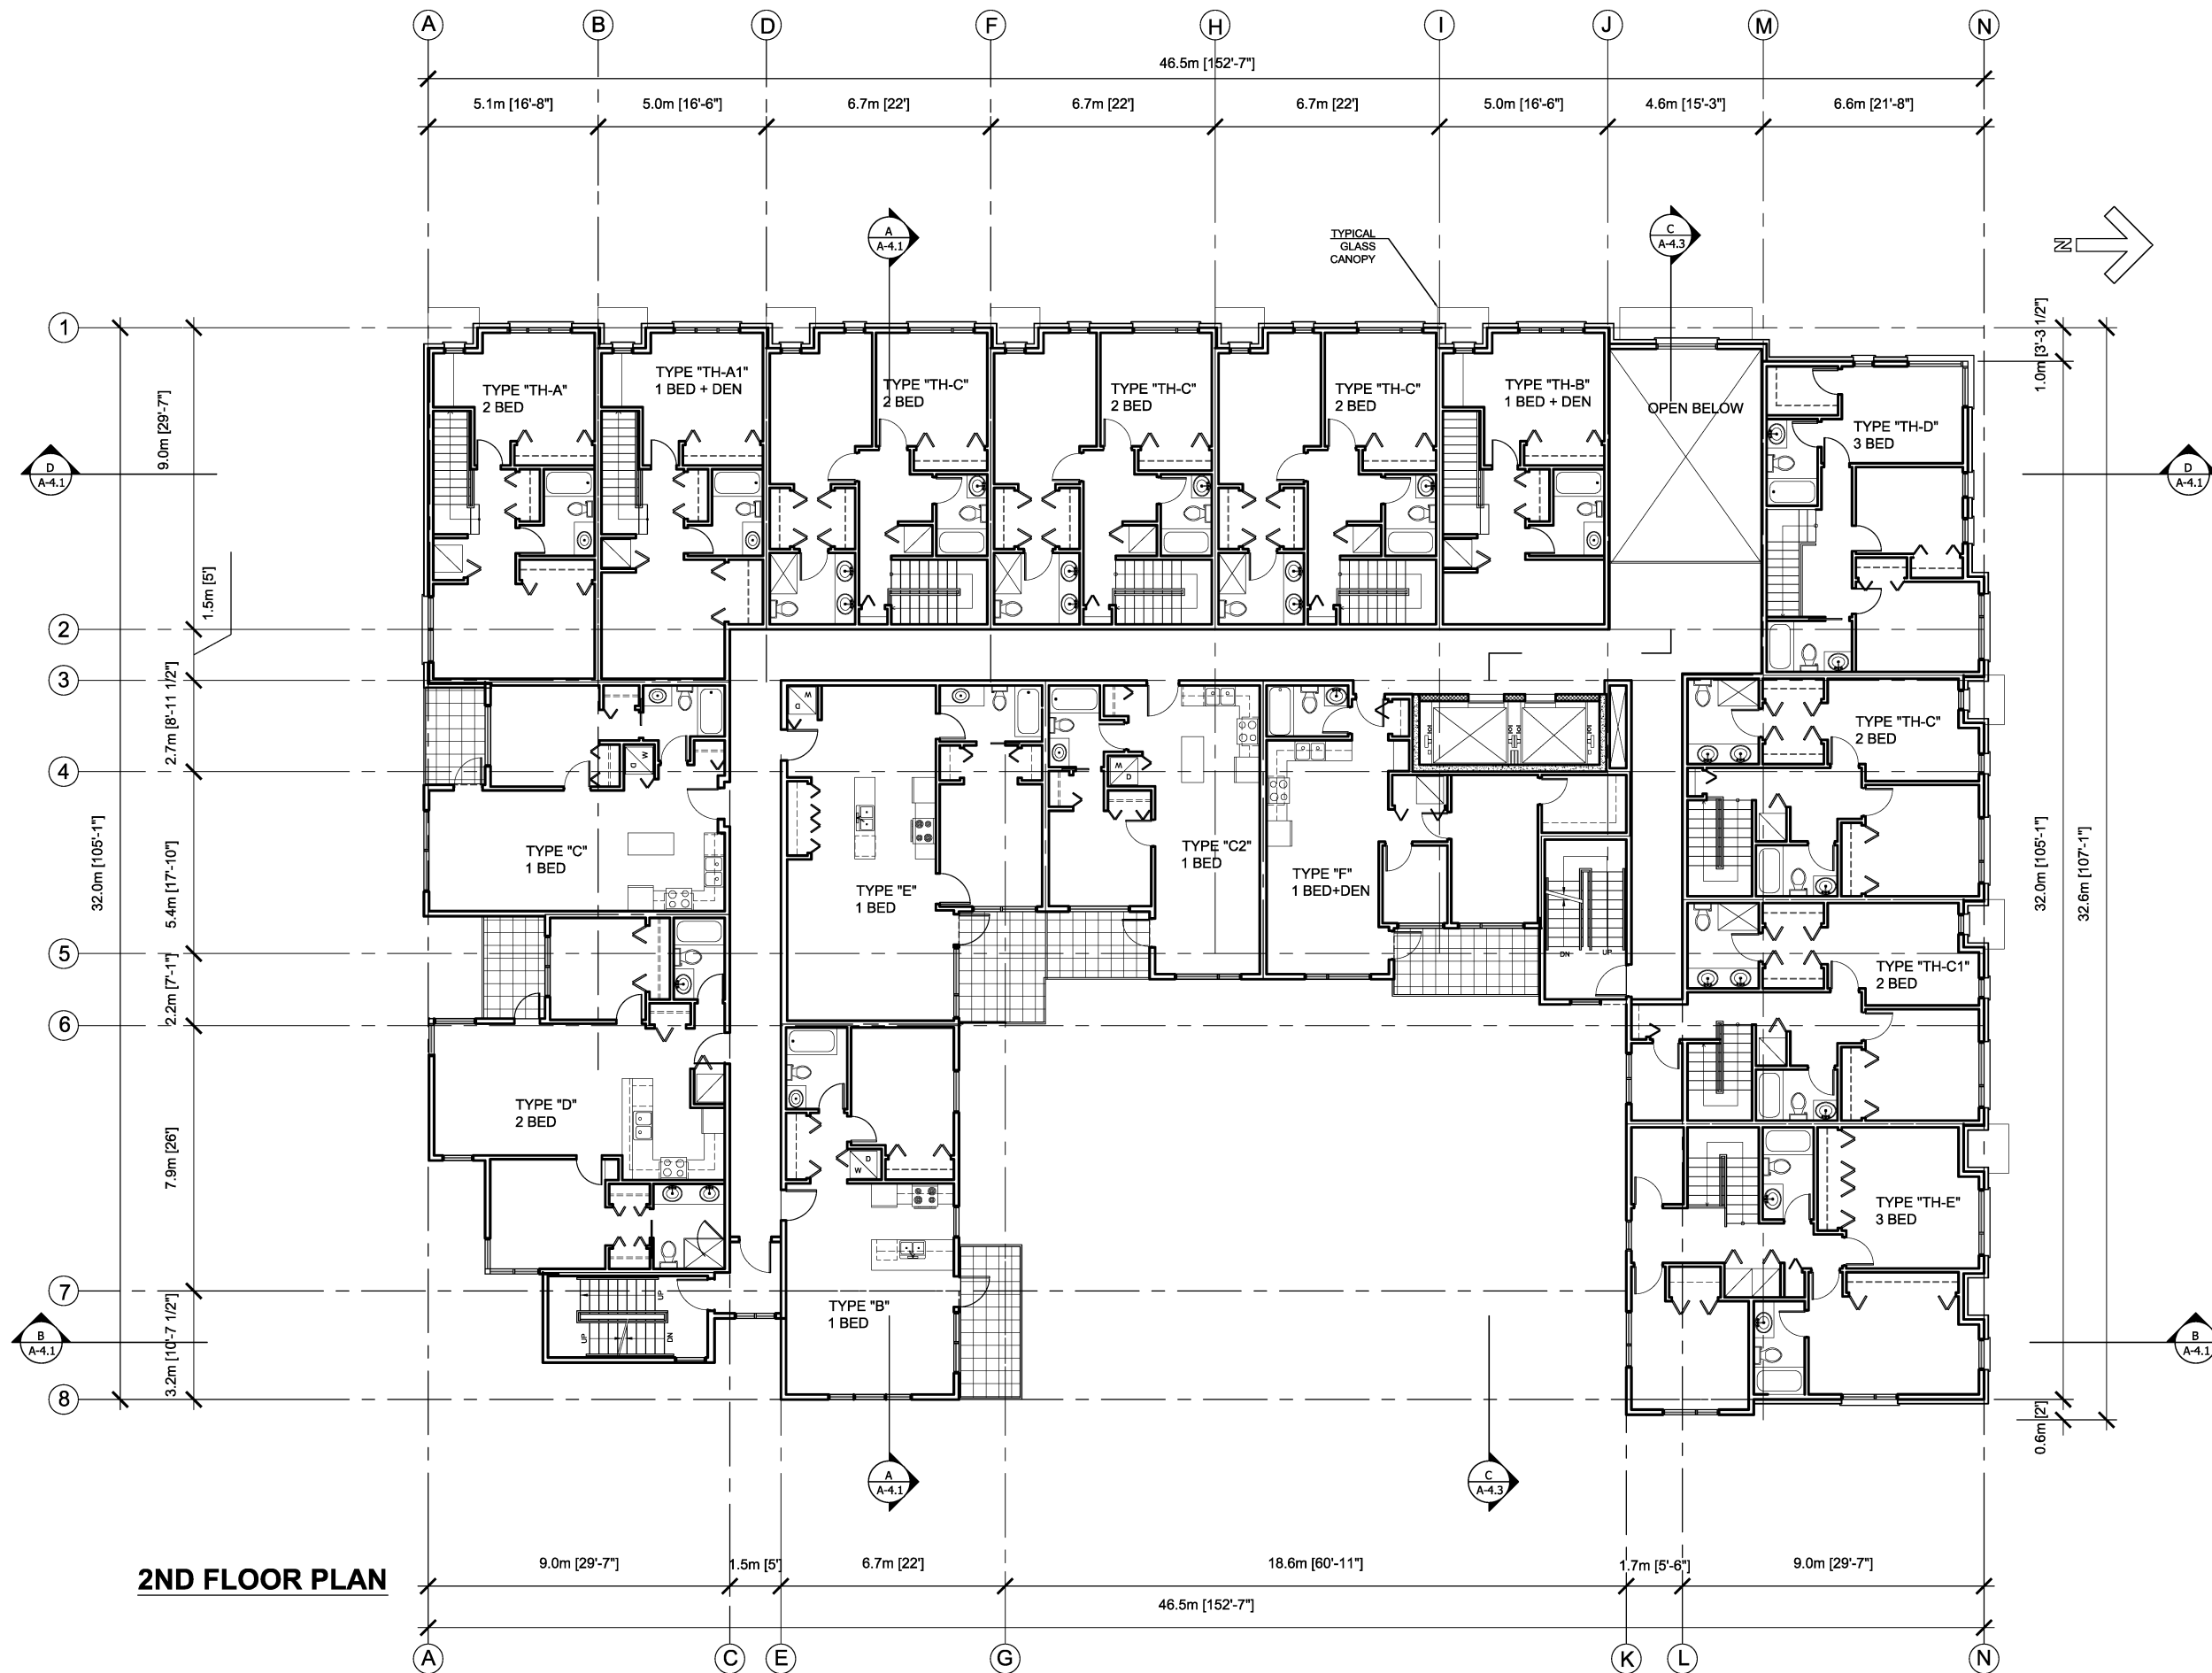 A B D F H I J M N
46.5m [152'-7"]
5.1m [16'-8"] 5.0m [16'-6"] 6.7m [22'] 6.7m [22'] 6.7m [22'] 5.0m [16'-6"] 4.6m [15'-3"] 6.6m [21'-8"]
A
A-4.1
TYPICAL
GLASS
CANOPY
C
A-4.3
N
1
1.0m [3'-3 1/2"]
TYPE "TH-A"
2 BED
TYPE "TH-A1"
1 BED + DEN
TYPE "TH-C"
2 BED
TYPE "TH-C"
2 BED
TYPE "TH-C"
2 BED
TYPE "TH-B"
1 BED + DEN
OPEN BELOW
TYPE "TH-D"
3 BED
9.0m [29'-7"]
D
A-4.1
D
A-4.1
1.5m [5']
2
3
2.7m [8'-11 1/2"]
4
W
D
W
D
W
D
TYPE "TH-C"
2 BED
32.0m [105'-1"]
5.4m [17'-10"]
TYPE "C"
1 BED
TYPE "E"
1 BED
TYPE "C2"
1 BED
TYPE "F"
1 BED+DEN
32.0m [105'-1"]
32.6m [107'-1"]
5
DN
UP
TYPE "TH-C1"
2 BED
2.2m [7'-1"]
6
TYPE "D"
2 BED
7.9m [26']
W
D
TYPE "TH-E"
3 BED
7
UP
UP
DN
TYPE "B"
1 BED
B
A-4.1
B
A-4.1
3.2m [10'-7 1/2"]
8
0.6m [2']
A
A-4.1
C
A-4.3
2ND FLOOR PLAN
9.0m [29'-7"] 1.5m [5'] 6.7m [22'] 18.6m [60'-11"] 1.7m [5'-6"] 9.0m [29'-7"]
46.5m [152'-7"]
A C E G K L N